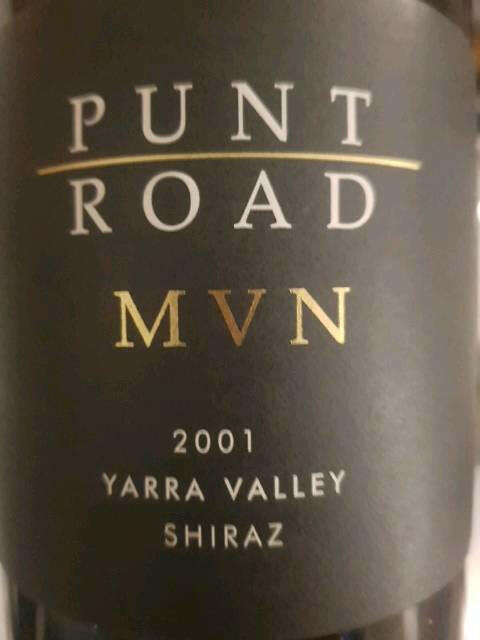 PUNT
ROAD
MVN
2001
YARRA VALLEY
SHIRAZ